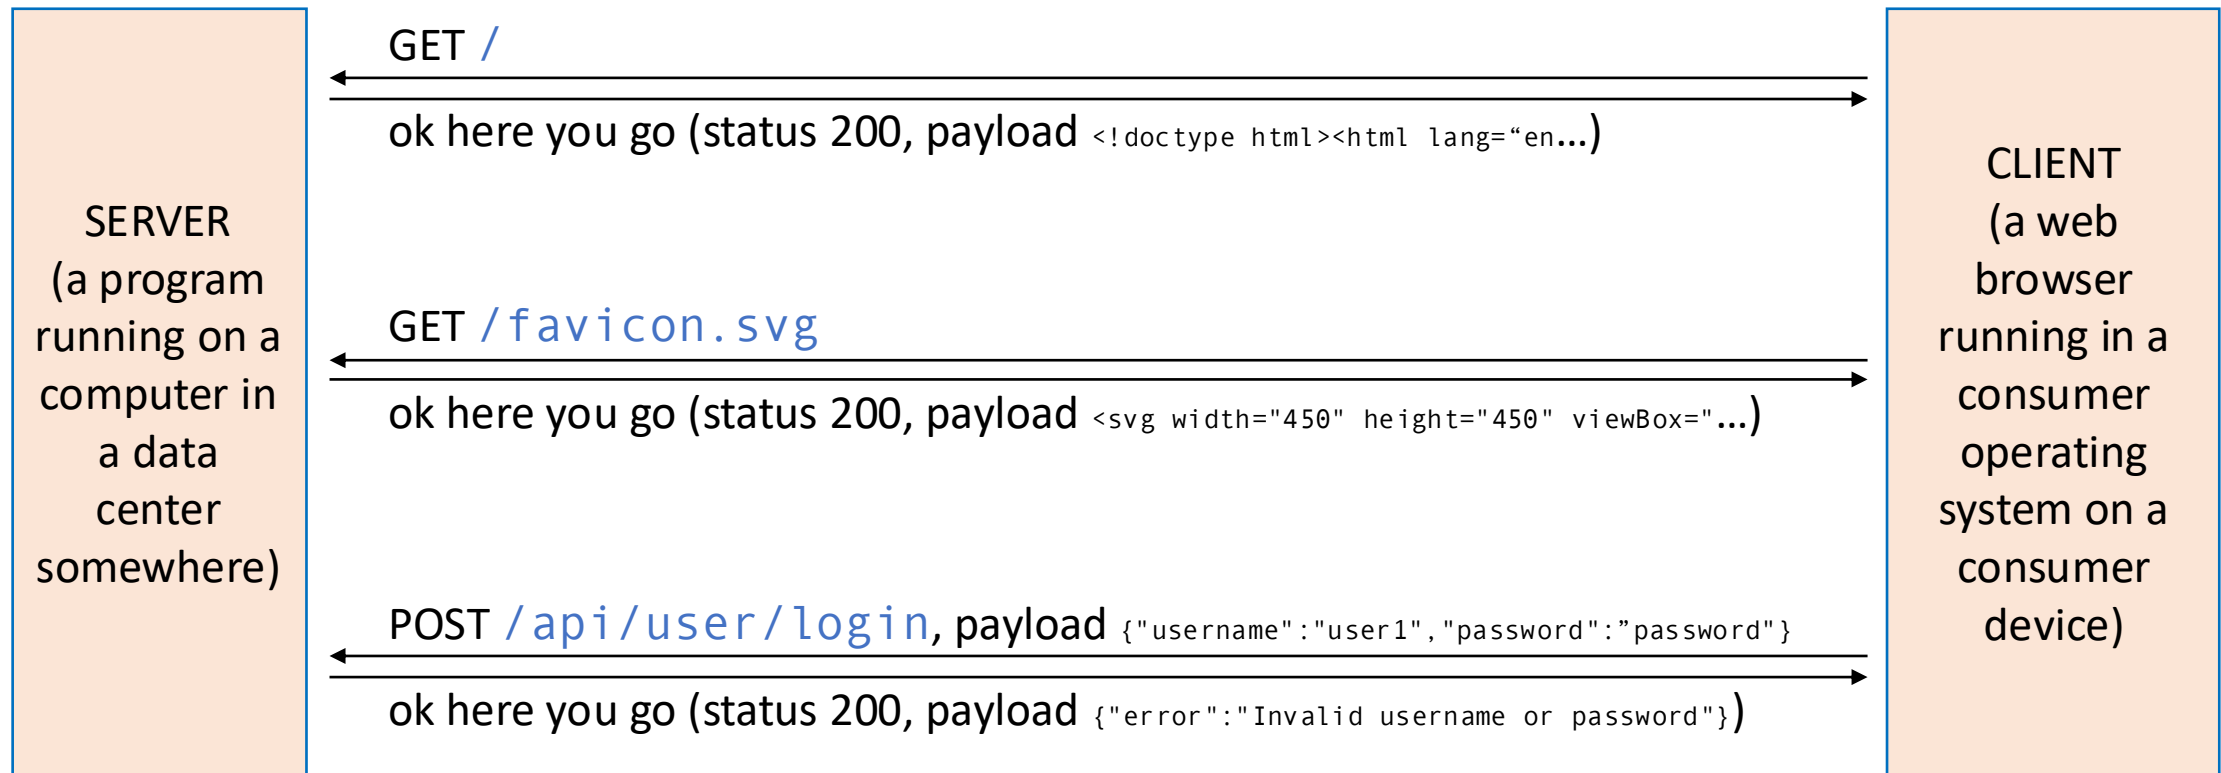 SERVER
(a program
running on a
computer in
a data
center
somewhere)
GET /
ok here you go (status 200, payload <!doctype html><html lang=“en...)
GET /favicon.svg
ok here you go (status 200, payload <svg width="450" height="450" viewBox="...)
POST /api/user/login, payload {"username":"user1","password":”password"}
ok here you go (status 200, payload {"error":"Invalid username or password"})
CLIENT
(a web
browser
running in a
consumer
operating
system on a
consumer
device)